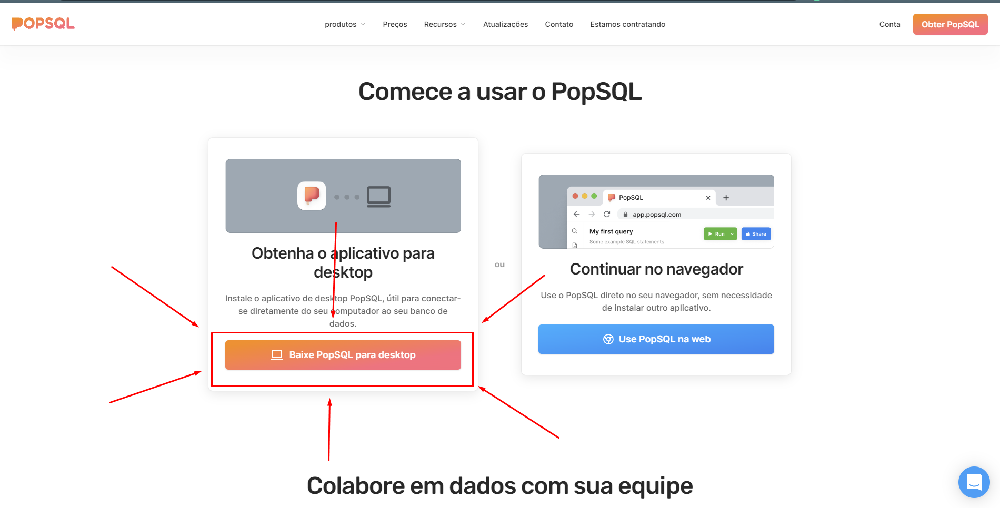 POPSQL
produtos
Preços
Recursos
Atualizações
Contato
Estamos contratando
Conta
Obter PopSQL
Comece a usar o PopSQL
Obtenha o aplicativo para
desktop
Instale o aplicativo de desktop PopSQL, útil para conectar-
se diretamente do seu computador ao seu banco de
dados.
Baixe PopSQL para desktop
ou
PopSQL
app.popsql.com
My first query
Some example SQL statements
Run
Share
Continuar no navegador
Use o PopSQL direto no seu navegador, sem necessidade
de instalar outro aplicativo.
Use PopSQL na web
Colabore em dados com sua equipe